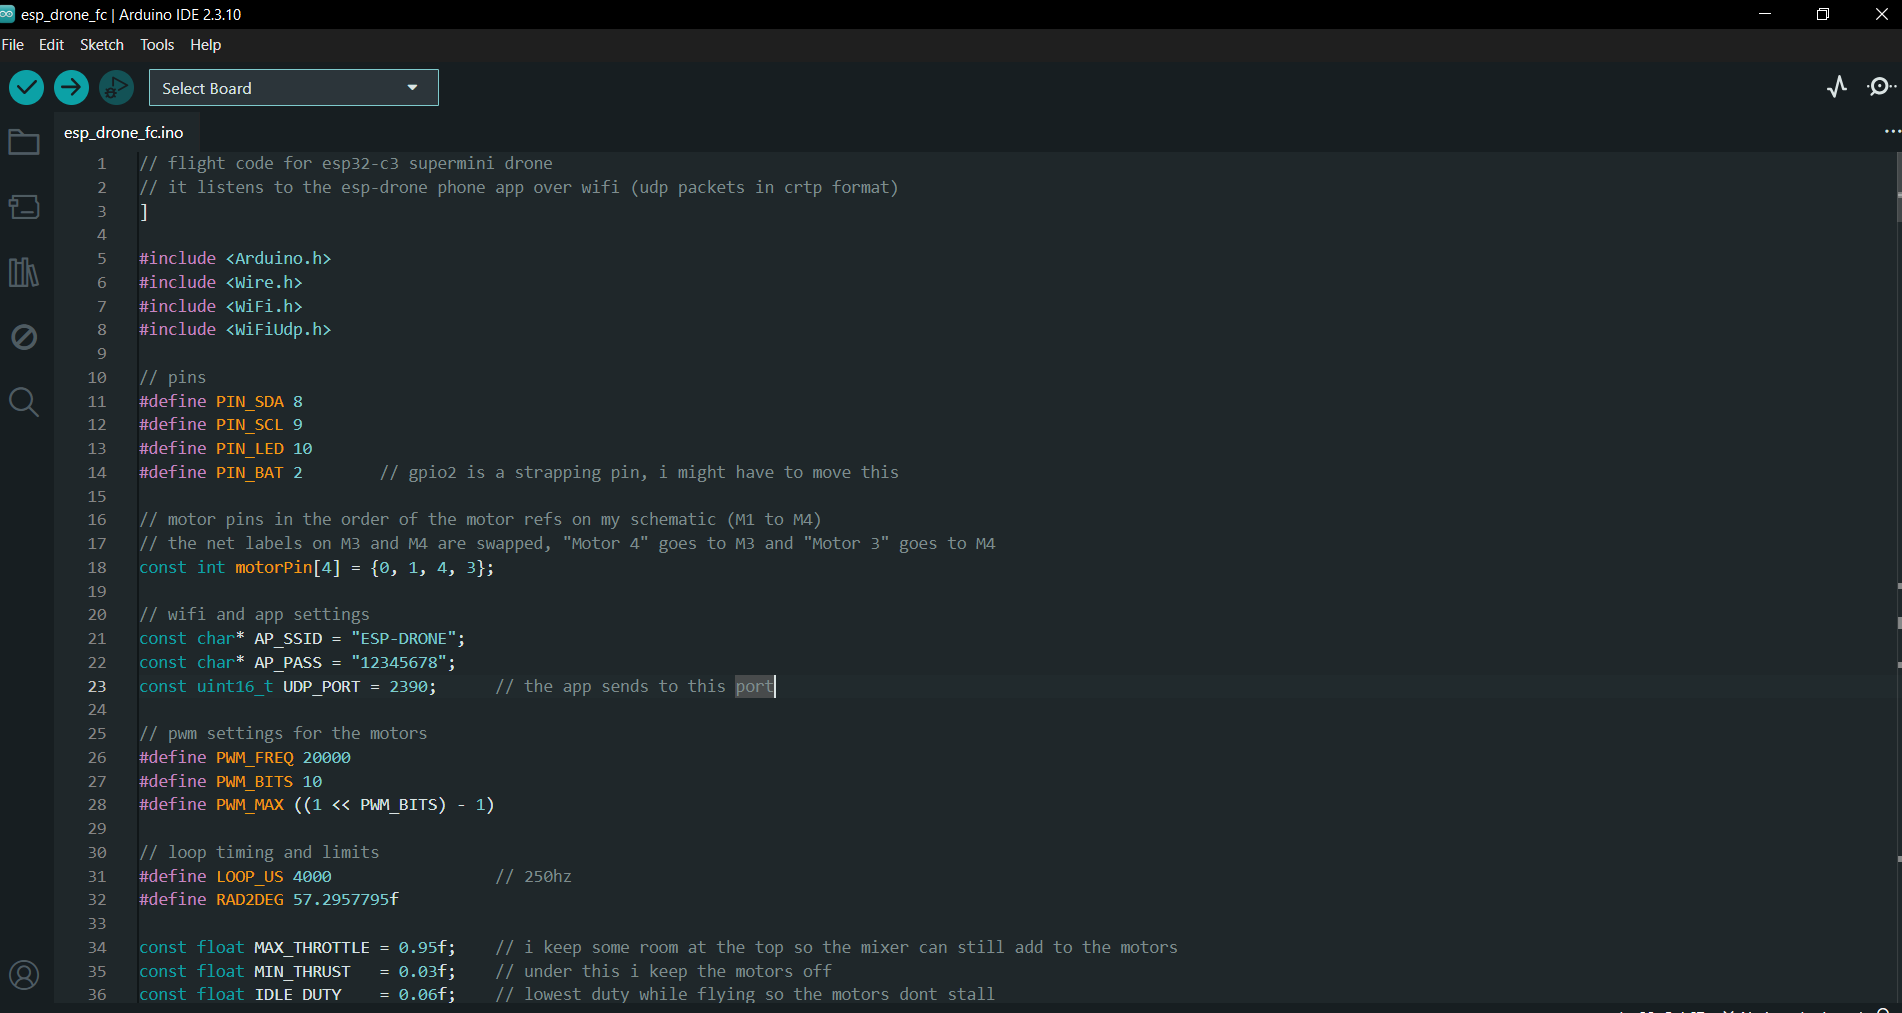 esp_drone_fc | Arduino IDE 2.3.10
File Edit Sketch Tools Help
Select Board
esp_drone_fc.ino
1 // flight code for esp32-c3 supermini drone
2 // it listens to the esp-drone phone app over wifi (udp packets in crtp format)
3 ]
4
5 #include <Arduino.h>
6 #include <Wire.h>
7 #include <WiFi.h>
8 #include <WiFiUdp.h>
9
10 // pins
11 #define PIN_SDA 8
12 #define PIN_SCL 9
13 #define PIN_LED 10
14 #define PIN_BAT 2 // gpio2 is a strapping pin, i might have to move this
15
16 // motor pins in the order of the motor refs on my schematic (M1 to M4)
17 // the net labels on M3 and M4 are swapped, "Motor 4" goes to M3 and "Motor 3" goes to M4
18 const int motorPin[4] = {0, 1, 4, 3};
19
20 // wifi and app settings
21 const char* AP_SSID = "ESP-DRONE";
22 const char* AP_PASS = "12345678";
23 const uint16_t UDP_PORT = 2390; // the app sends to this port
24
25 // pwm settings for the motors
26 #define PWM_FREQ 20000
27 #define PWM_BITS 10
28 #define PWM_MAX ((1 << PWM_BITS) - 1)
29
30 // loop timing and limits
31 #define LOOP_US 4000 // 250hz
32 #define RAD2DEG 57.2957795f
33
34 const float MAX_THROTTLE = 0.95f; // i keep some room at the top so the mixer can still add to the motors
35 const float MIN_THRUST = 0.03f; // under this i keep the motors off
36 const float IDLE_DUTY = 0.06f; // lowest duty while flying so the motors dont stall